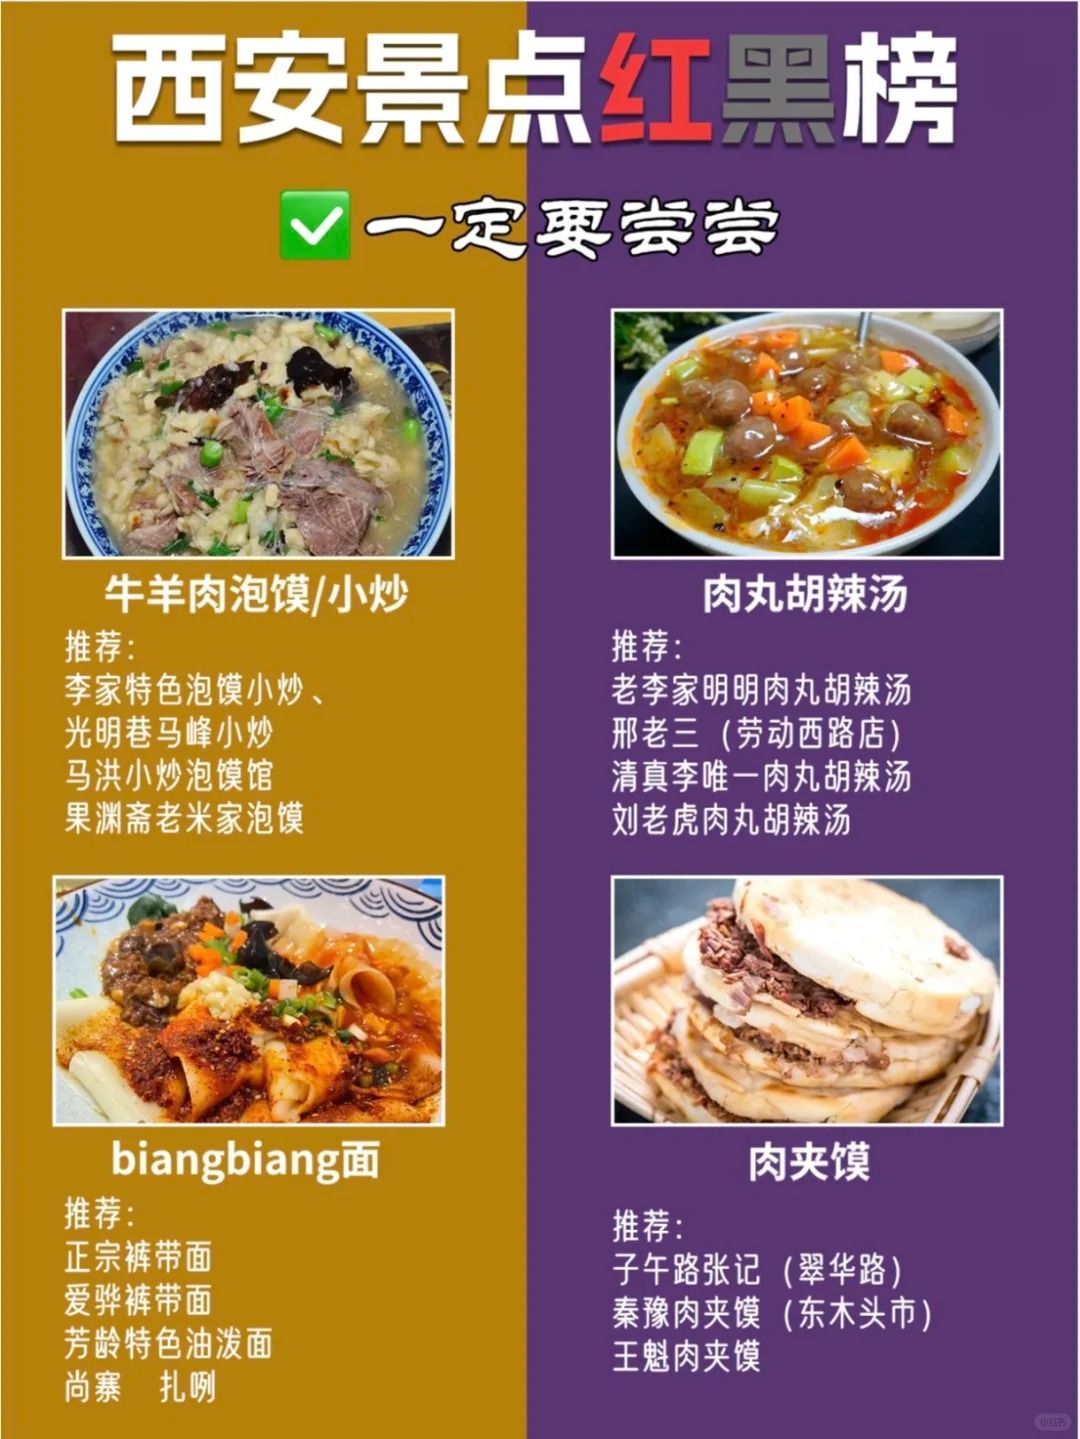 西安景点红黑榜
✅一定要尝尝
牛羊肉泡馍/小炒
推荐：
李家特色泡馍小炒、
光明巷马峰小炒
马洪小炒泡馍馆
果渊斋老米家泡馍
肉丸胡辣汤
推荐：
老李家明明肉丸胡辣汤
邢老三（劳动西路店）
清真李唯一肉丸胡辣汤
刘老虎肉丸胡辣汤
biangbiang面
推荐：
正宗裤带面
爱骅裤带面
芳龄特色油泼面
尚寨 扎咧
肉夹馍
推荐：
子午路张记（翠华路）
秦豫肉夹馍（东木头市）
王魁肉夹馍
小红书